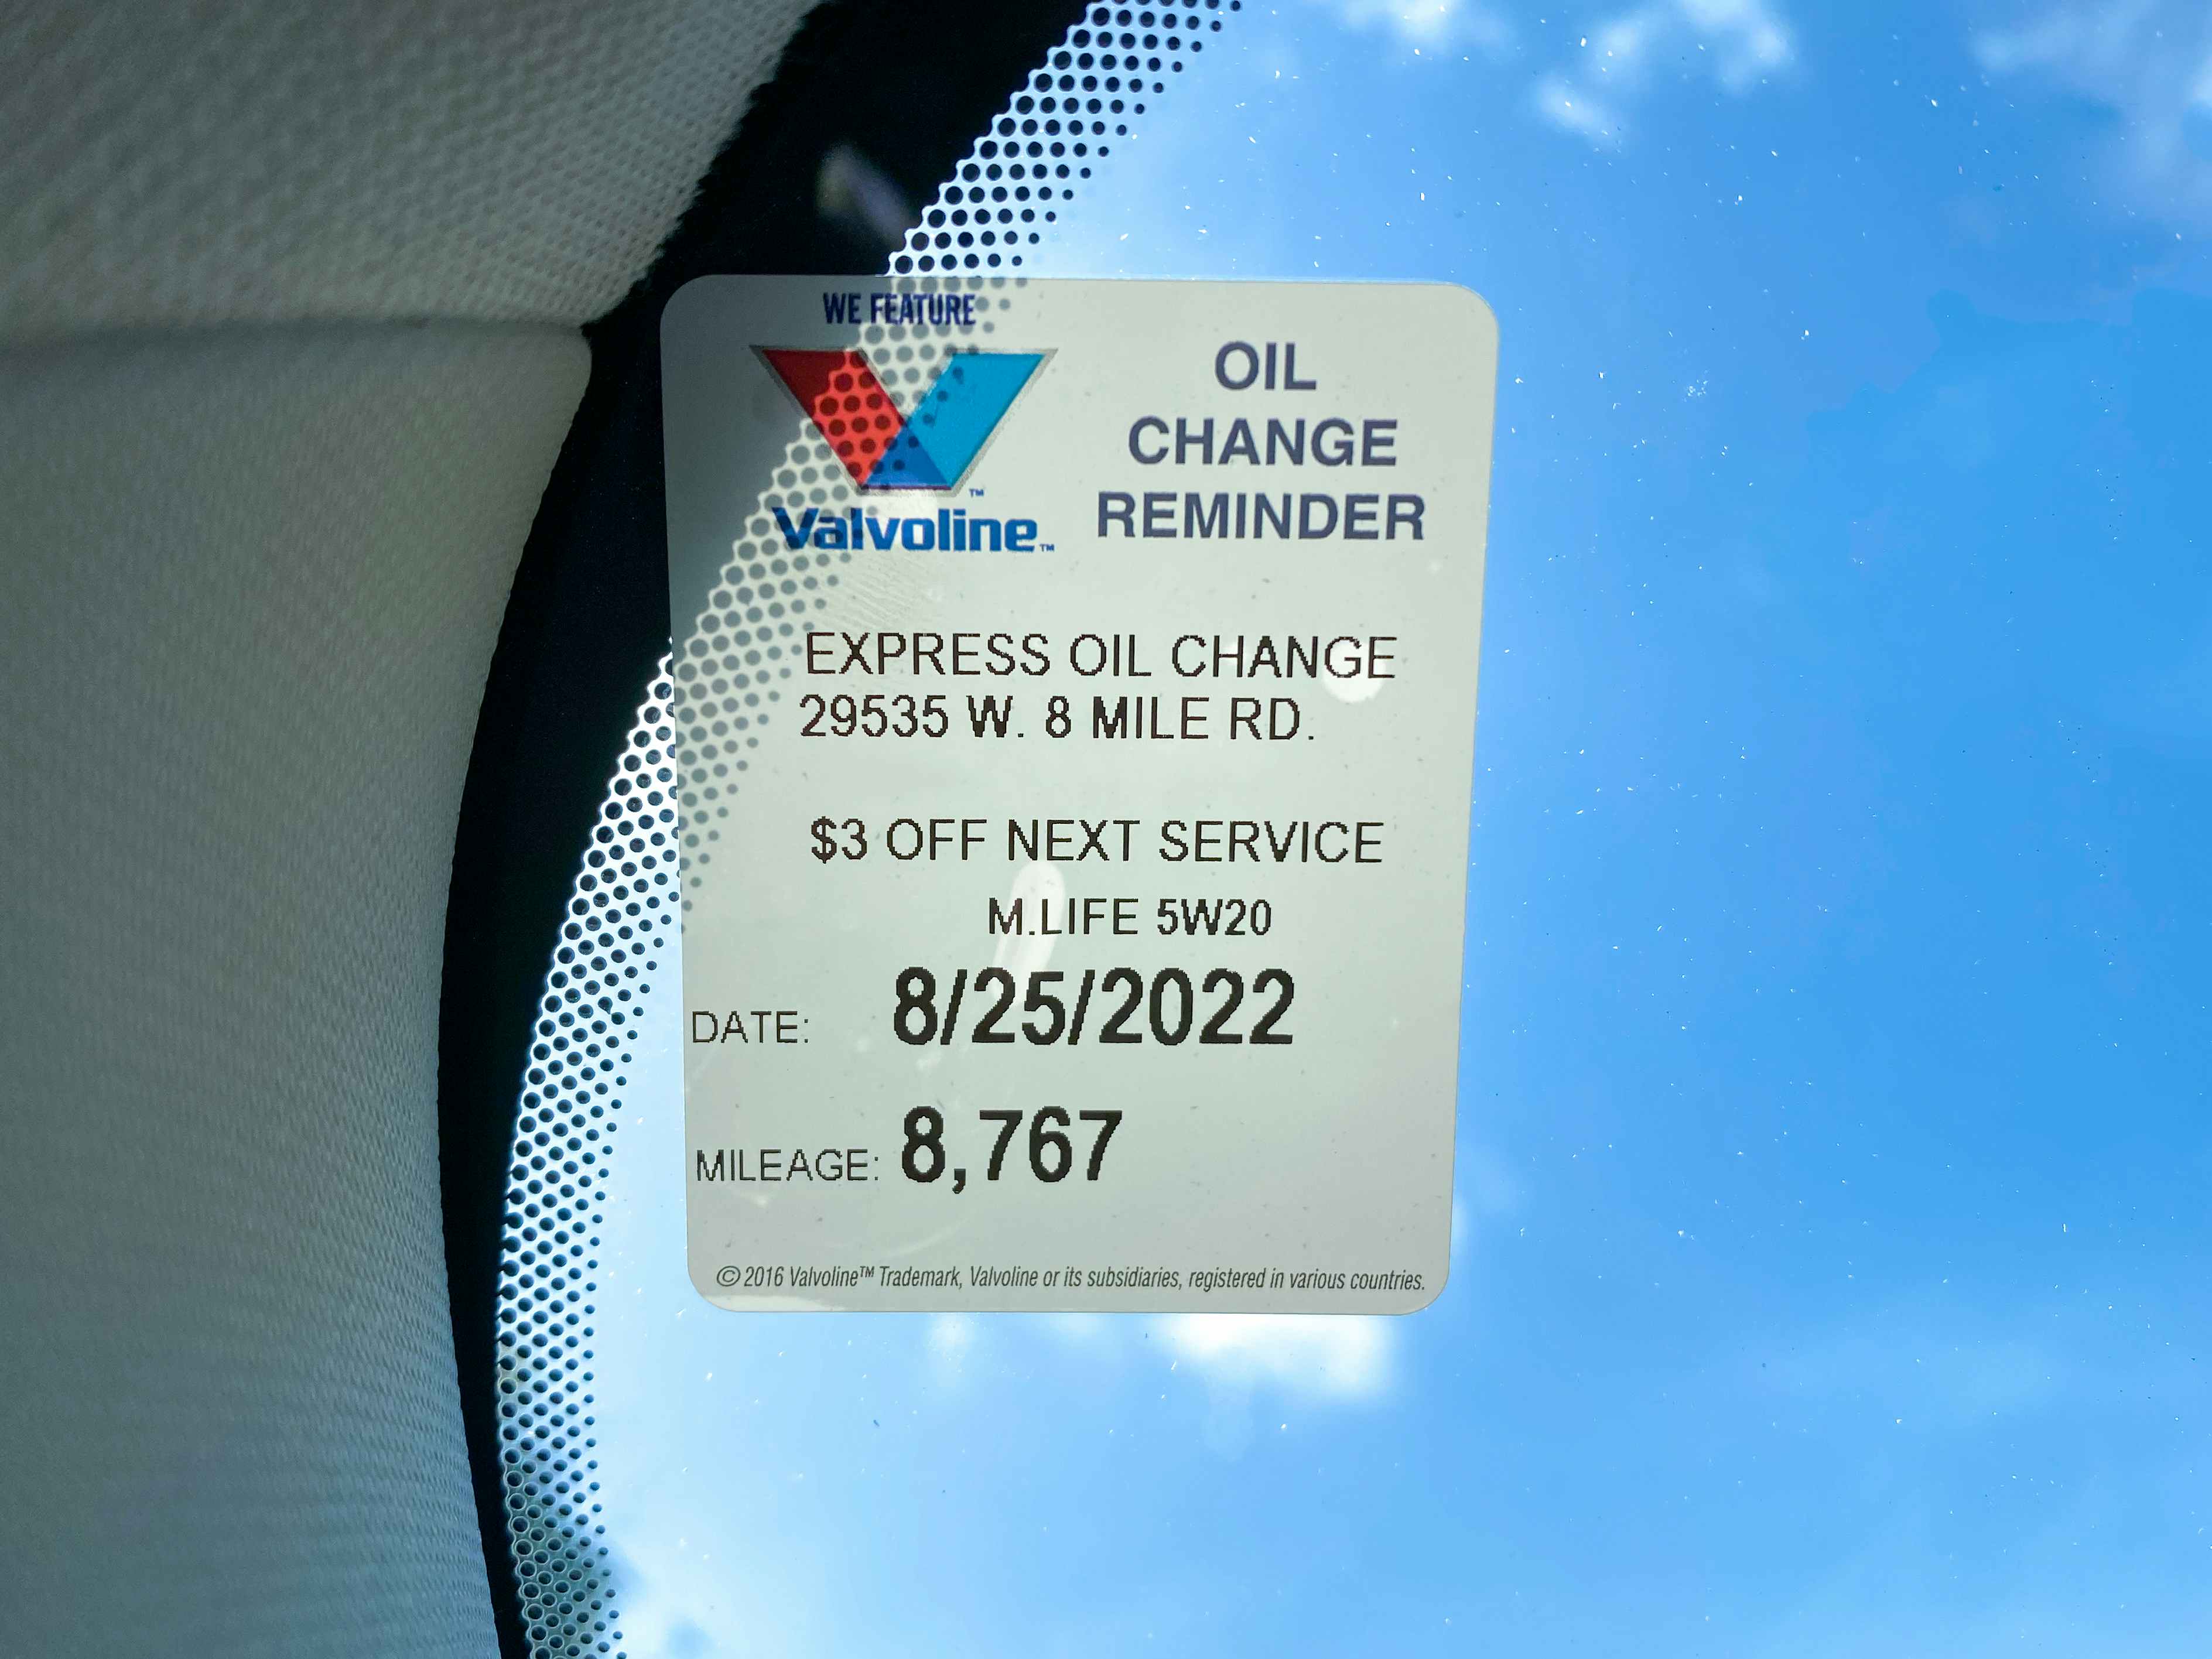 WE FEATURE
Valvoline™
OIL
CHANGE
REMINDER
EXPRESS OIL CHANGE
29535 W. 8 MILE RD.
$3 OFF NEXT SERVICE
M.LIFE 5W20
DATE: 8/25/2022
MILEAGE: 8,767
© 2016 Valvoline™ Trademark, Valvoline or its subsidiaries, registered in various countries.